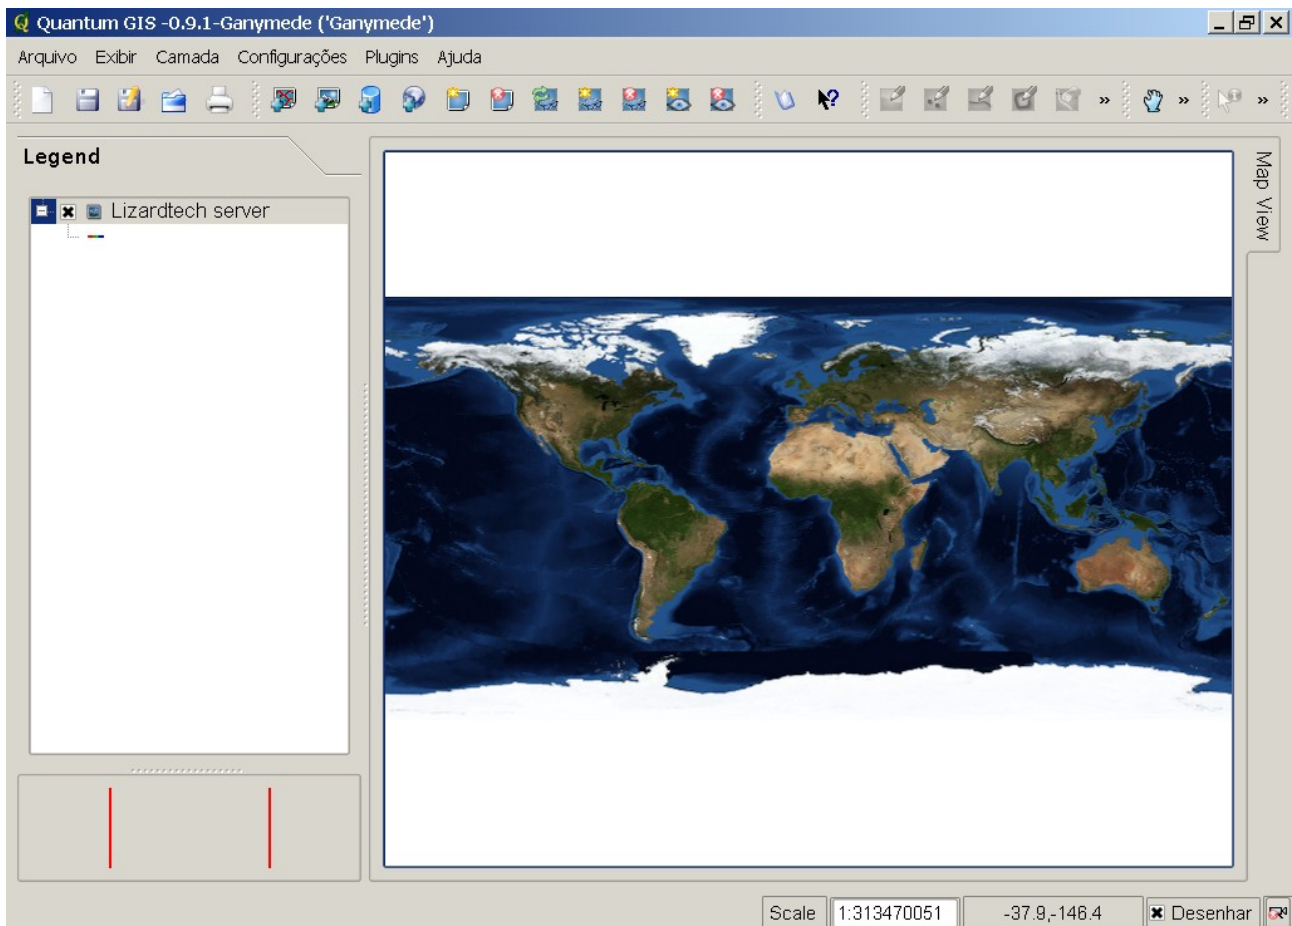 Quantum GIS -0.9.1-Ganymede ('Ganymede')
Arquivo Exibir Camada Configurações Plugins Ajuda
» » »
Legend
Map View
Lizardtech server
Scale 1:313470051 -37.9,-146.4 Desenhar